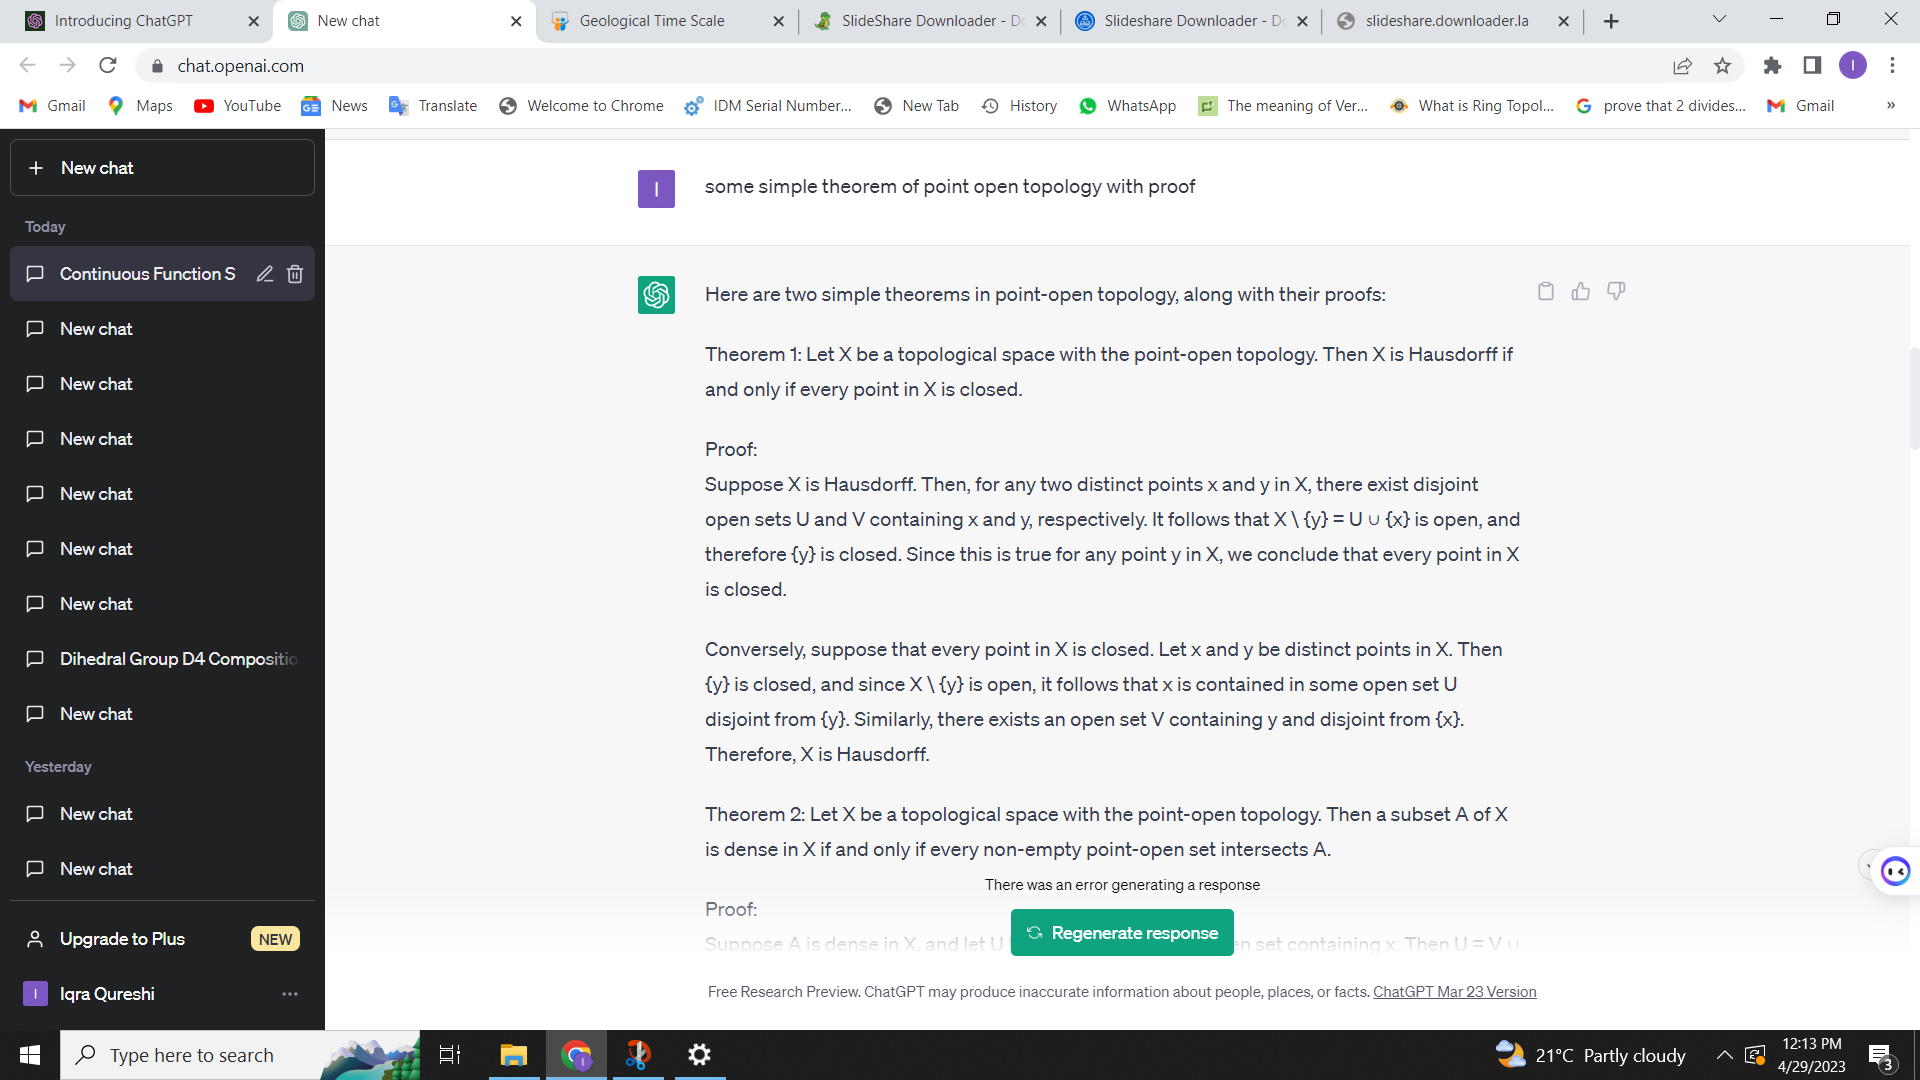 Introducing ChatGPT
New chat
Geological Time Scale
SlideShare Downloader - Do
Slideshare Downloader - Do
slideshare.downloader.la
chat.openai.com
I
Gmail
Maps
YouTube
News
Translate
Welcome to Chrome
IDM Serial Number...
New Tab
History
WhatsApp
The meaning of Ver...
What is Ring Topol...
prove that 2 divides...
Gmail
»
New chat
Today
Continuous Function S
New chat
New chat
New chat
New chat
New chat
New chat
Dihedral Group D4 Compositio
New chat
Yesterday
New chat
New chat
Upgrade to Plus
NEW
I
Iqra Qureshi
I
some simple theorem of point open topology with proof
Here are two simple theorems in point-open topology, along with their proofs:
Theorem 1: Let X be a topological space with the point-open topology. Then X is Hausdorff if
and only if every point in X is closed.
Proof:
Suppose X is Hausdorff. Then, for any two distinct points x and y in X, there exist disjoint
open sets U and V containing x and y, respectively. It follows that X \ {y} = U ∪ {x} is open, and
therefore {y} is closed. Since this is true for any point y in X, we conclude that every point in X
is closed.
Conversely, suppose that every point in X is closed. Let x and y be distinct points in X. Then
{y} is closed, and since X \ {y} is open, it follows that x is contained in some open set U
disjoint from {y}. Similarly, there exists an open set V containing y and disjoint from {x}.
Therefore, X is Hausdorff.
Theorem 2: Let X be a topological space with the point-open topology. Then a subset A of X
is dense in X if and only if every non-empty point-open set intersects A.
There was an error generating a response
Proof:
Regenerate response
Suppose A is dense in X, and let U
en set containing x. Then U = V ∪
Free Research Preview. ChatGPT may produce inaccurate information about people, places, or facts. ChatGPT Mar 23 Version
Type here to search
21°C Partly cloudy
12:13 PM
4/29/2023
3